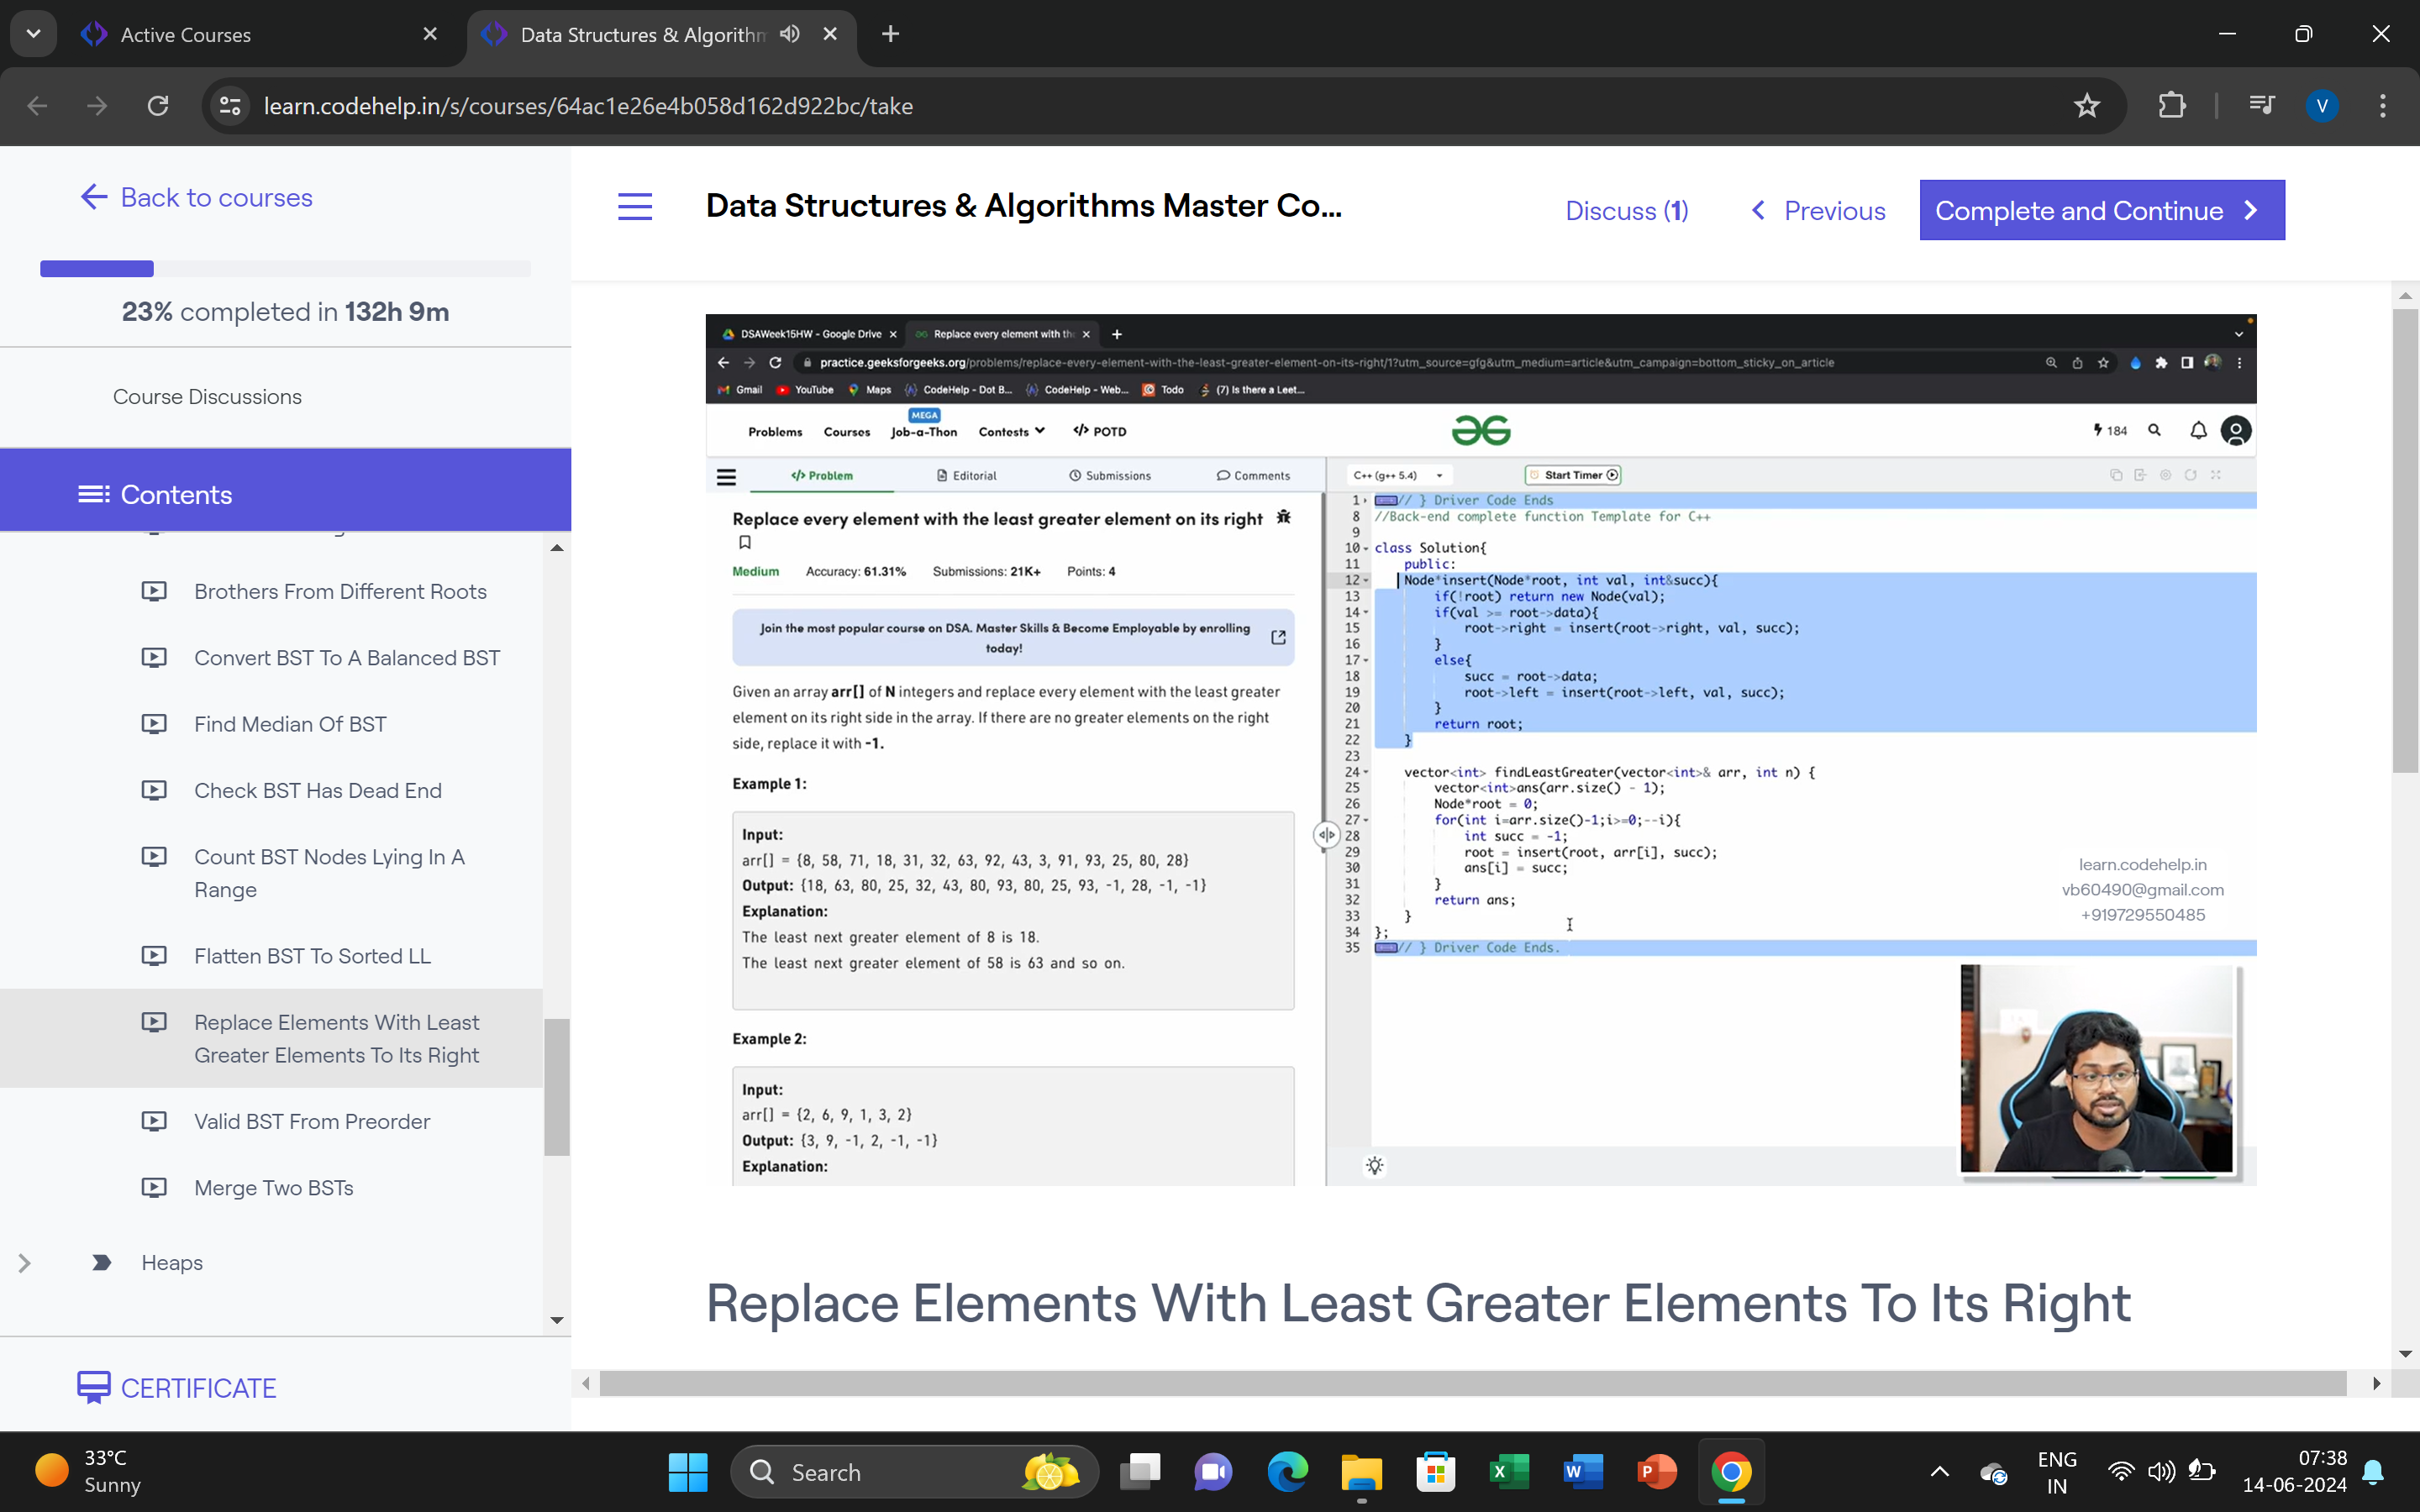 Active Courses
Data Structures & Algorithm
learn.codehelp.in/s/courses/64ac1e26e4b058d162d922bc/take
V
Back to courses
23% completed in 132h 9m
Course Discussions
Contents
Brothers From Different Roots
Convert BST To A Balanced BST
Find Median Of BST
Check BST Has Dead End
Count BST Nodes Lying In A
Range
Flatten BST To Sorted LL
Replace Elements With Least
Greater Elements To Its Right
Valid BST From Preorder
Merge Two BSTs
Heaps
CERTIFICATE
Data Structures & Algorithms Master Co...
Discuss (1)
Previous
Complete and Continue
DSAWeek15HW - Google Drive
Replace every element with th
practice.geeksforgeeks.org/problems/replace-every-element-with-the-least-greater-element-on-its-right/1?utm_source=gfg&utm_medium=article&utm_campaign=bottom_sticky_on_article
Gmail YouTube Maps CodeHelp - Dot B... CodeHelp - Web... Todo (7) Is there a Leet...
MEGA
Problems Courses Job-a-Thon Contests </> POTD
184
</> Problem Editorial Submissions Comments
Replace every element with the least greater element on its right
Medium Accuracy: 61.31% Submissions: 21K+ Points: 4
Join the most popular course on DSA. Master Skills & Become Employable by enrolling
today!
Given an array arr[] of N integers and replace every element with the least greater
element on its right side in the array. If there are no greater elements on the right
side, replace it with -1.
Example 1:
Input:
arr[] = {8, 58, 71, 18, 31, 32, 63, 92, 43, 3, 91, 93, 25, 80, 28}
Output: {18, 63, 80, 25, 32, 43, 80, 93, 80, 25, 93, -1, 28, -1, -1}
Explanation:
The least next greater element of 8 is 18.
The least next greater element of 58 is 63 and so on.
Example 2:
Input:
arr[] = {2, 6, 9, 1, 3, 2}
Output: {3, 9, -1, 2, -1, -1}
Explanation:
C++ (g++ 5.4)
Start Timer
1 // } Driver Code Ends
8 //Back-end complete function Template for C++
9
10 class Solution{
11 public:
12 Node*insert(Node*root, int val, int&succ){
13 if(!root) return new Node(val);
14 if(val >= root->data){
15 root->right = insert(root->right, val, succ);
16 }
17 else{
18 succ = root->data;
19 root->left = insert(root->left, val, succ);
20 }
21 return root;
22 }
23
24 vector<int> findLeastGreater(vector<int>& arr, int n) {
25 vector<int>ans(arr.size() - 1);
26 Node*root = 0;
27 for(int i=arr.size()-1;i>=0;--i){
28 int succ = -1;
29 root = insert(root, arr[i], succ);
30 ans[i] = succ;
31 }
32 return ans;
33 }
34 };
35 // } Driver Code Ends.
learn.codehelp.in
vb60490@gmail.com
+919729550485
Replace Elements With Least Greater Elements To Its Right
33°C
Sunny
Search
ENG
IN
07:38
14-06-2024